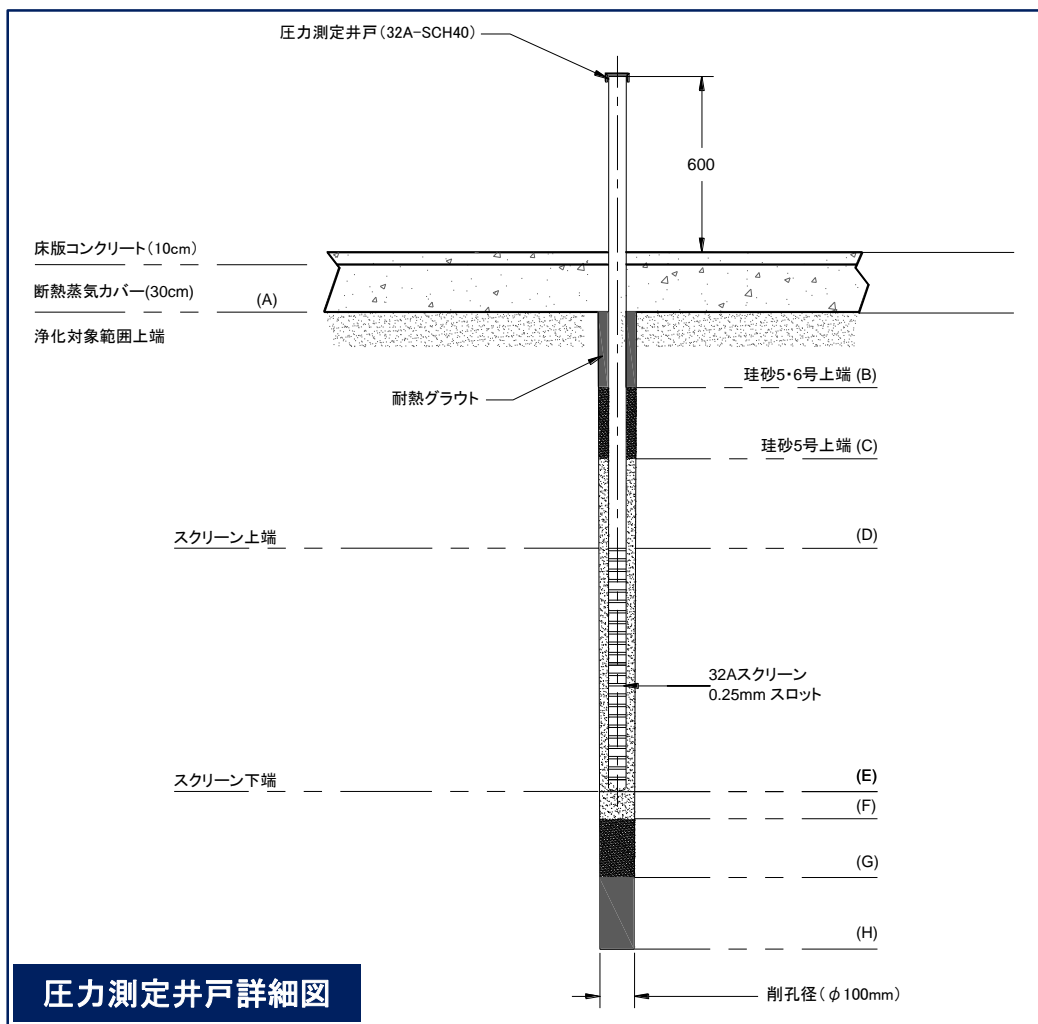 圧力測定井戸(32A-SCH40)
600
床版コンクリート(10cm)
断熱蒸気カバー(30cm)
(A)
浄化対象範囲上端
珪砂5・6号上端 (B)
耐熱グラウト
珪砂5号上端 (C)
スクリーン上端
(D)
32Aスクリーン
0.25mm スロット
スクリーン下端
(E)
(F)
(G)
(H)
圧力測定井戸詳細図
削孔径(φ100mm)